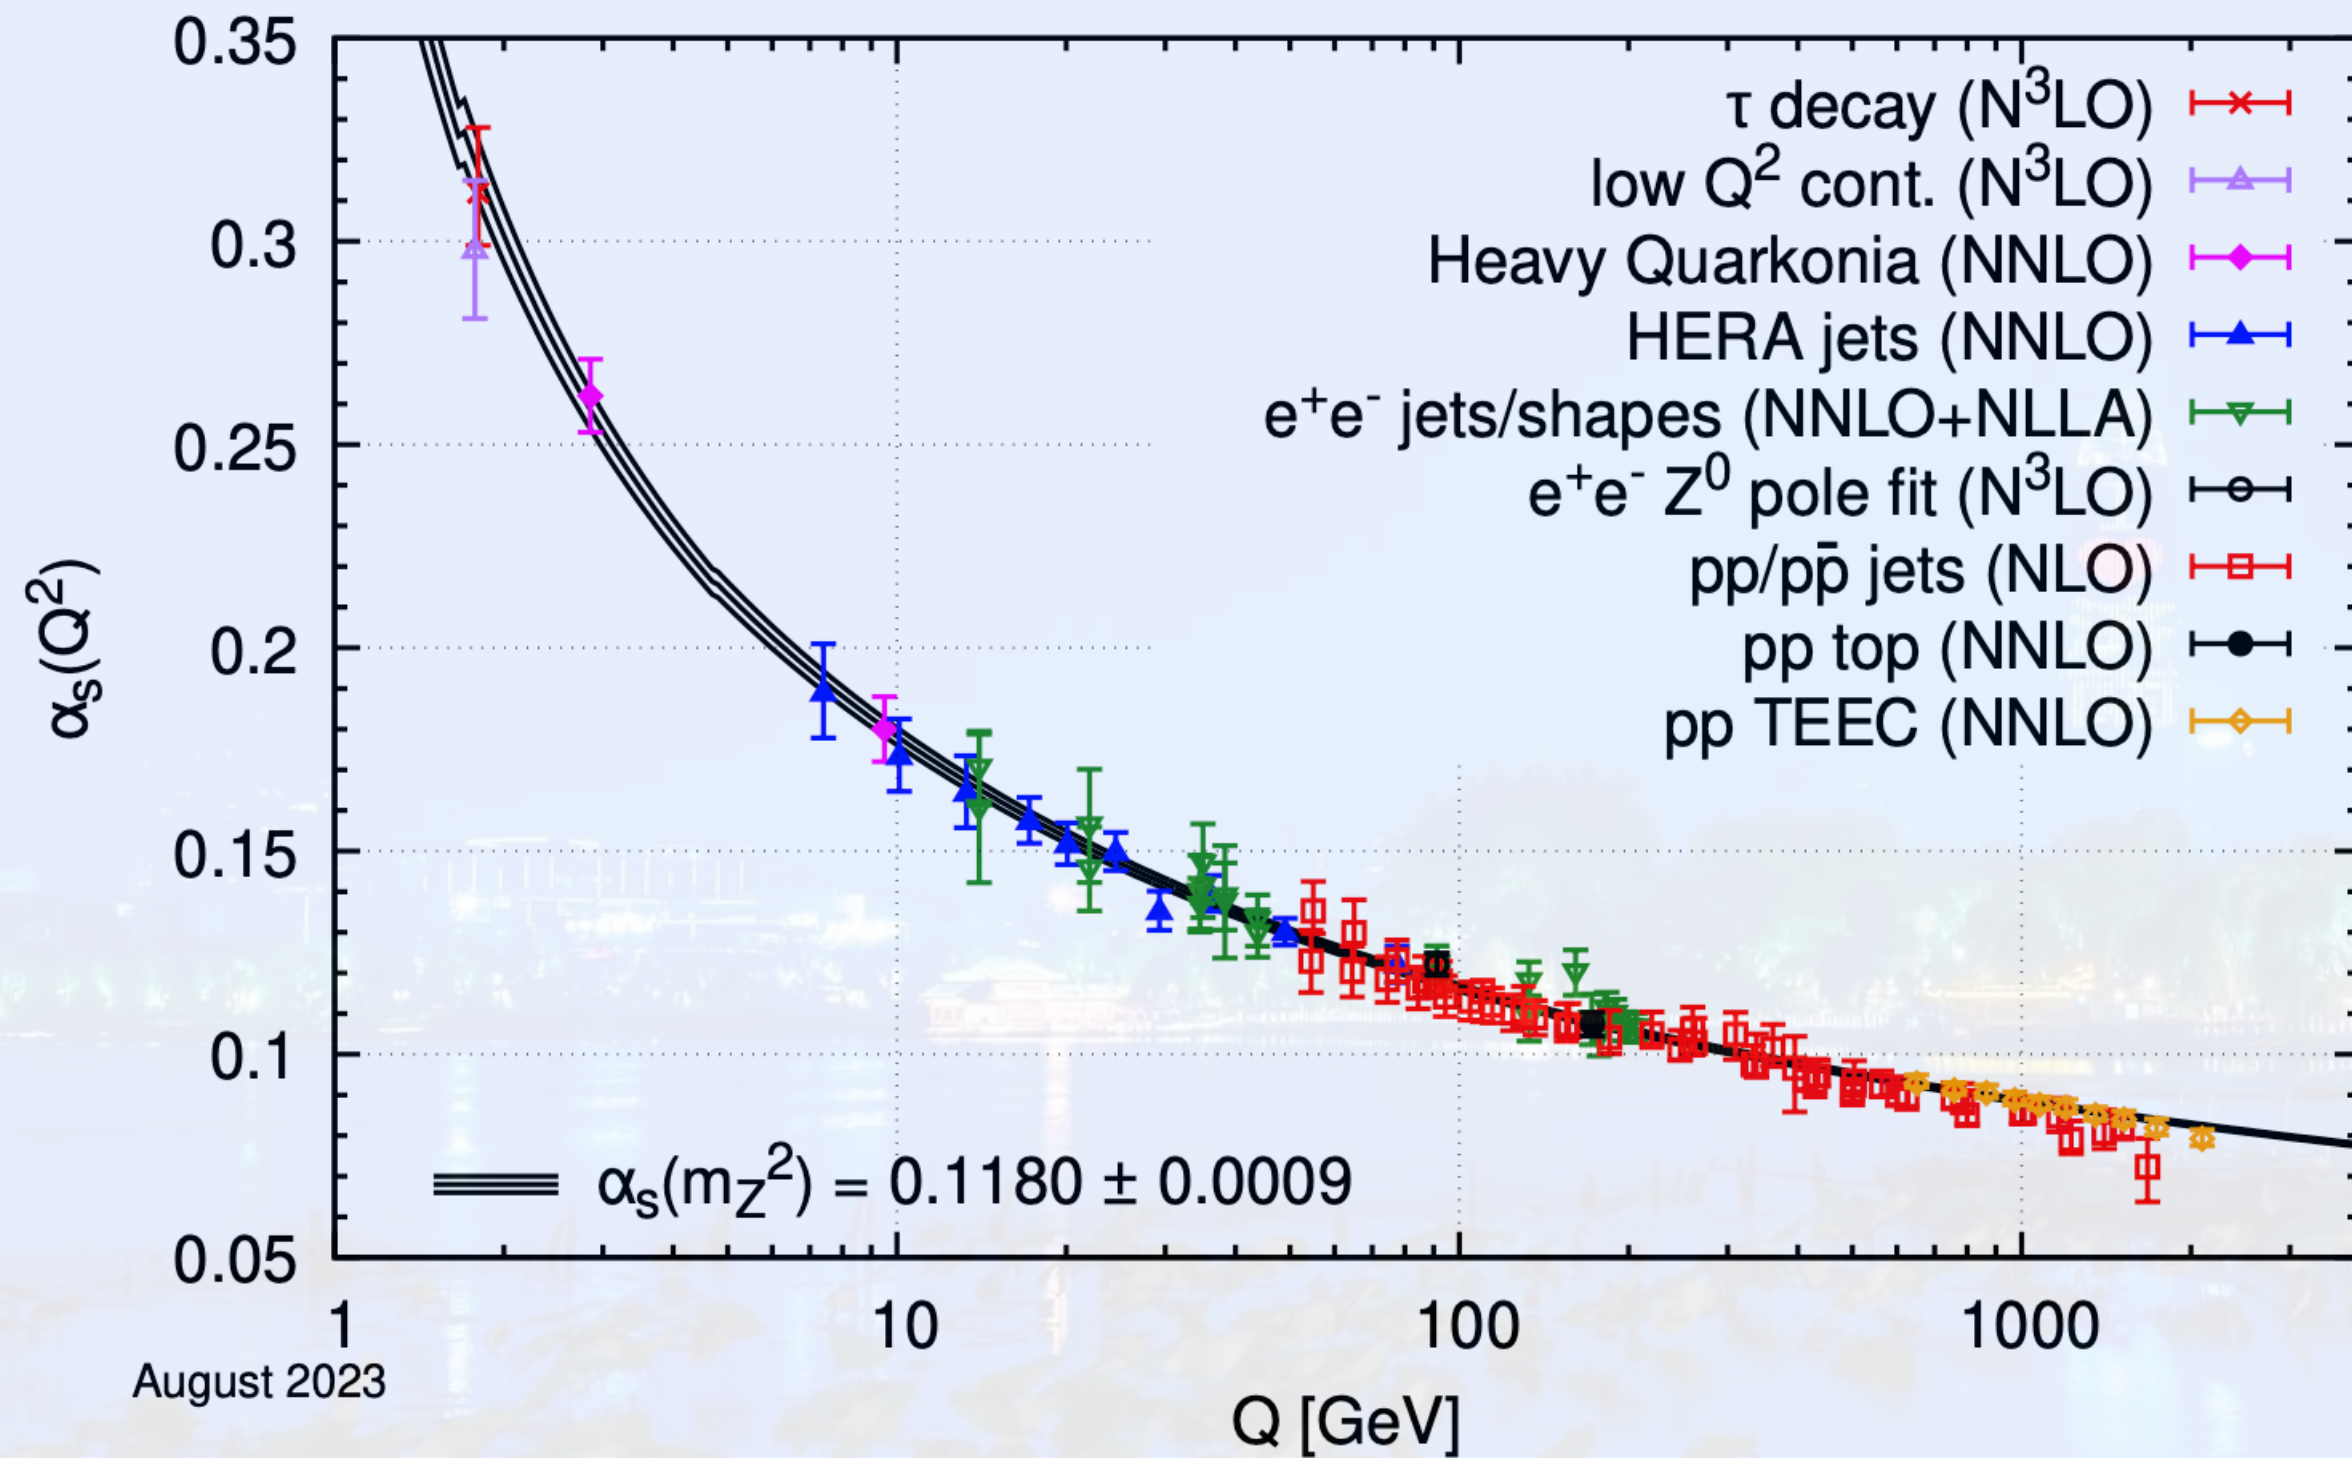 0.35
0.3
0.25
0.2
0.15
0.1
0.05
αs(Q²)
τ decay (N³LO)
low Q² cont. (N³LO)
Heavy Quarkonia (NNLO)
HERA jets (NNLO)
e⁺e⁻ jets/shapes (NNLO+NLLA)
e⁺e⁻ Z⁰ pole fit (N³LO)
pp/pp̄ jets (NLO)
pp top (NNLO)
pp TEEC (NNLO)
αs(mZ²) = 0.1180 ± 0.0009
1 10 100 1000
August 2023
Q [GeV]